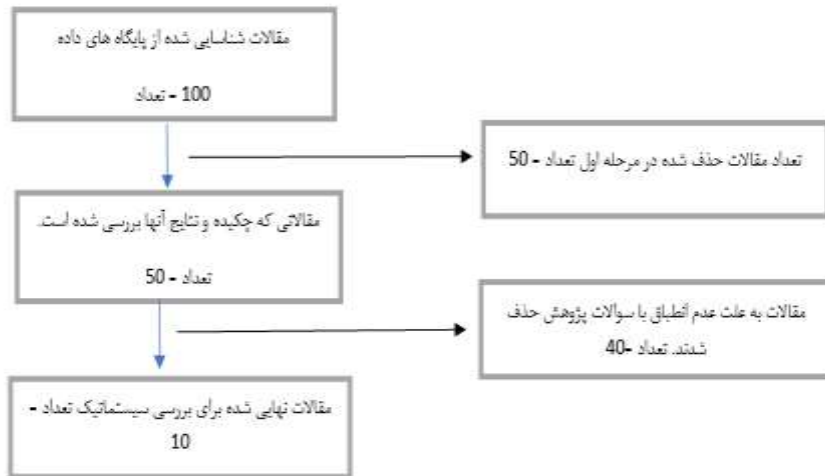 مقالات شناسایی شده از پایگاه های داده
100 - تعداد
تعداد مقالات حذف شده در مرحله اول تعداد - 50
مقالاتی که چکیده و نتایج آنها بررسی شده است.
تعداد - 50
مقالات به علت عدم انطباق با سوالات پژوهش حذف
شدند. تعداد -40
مقالات نهایی شده برای بررسی سیستماتیک تعداد -
10